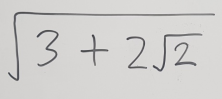 √(3 + 2√2)